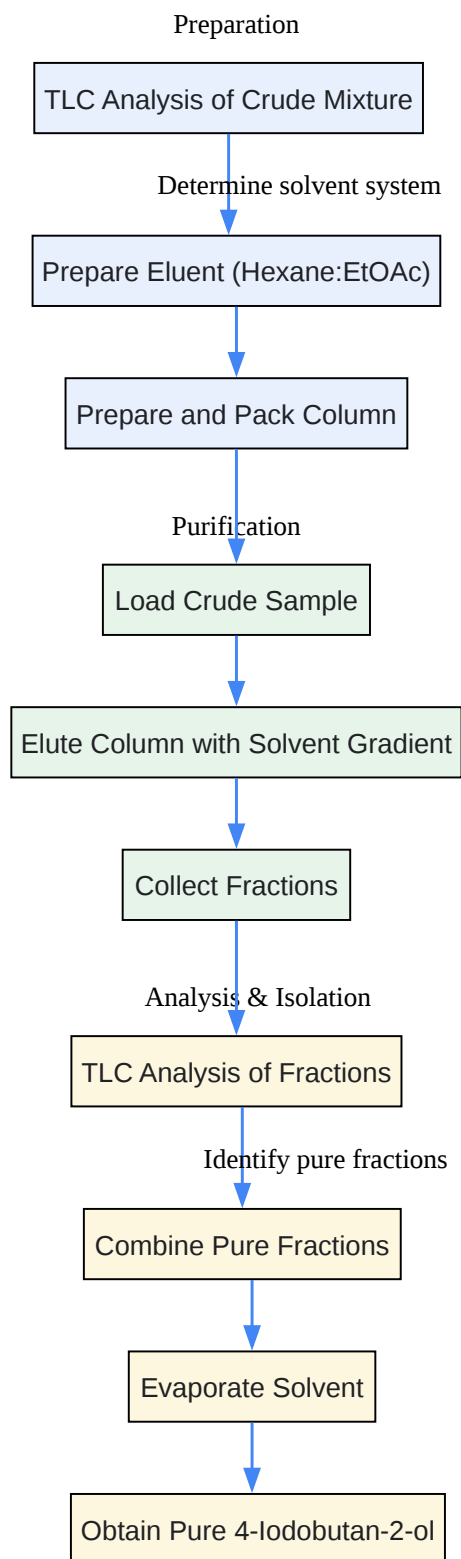 Preparation
TLC Analysis of Crude Mixture
Determine solvent system
Prepare Eluent (Hexane:EtOAc)
Prepare and Pack Column
Purification
Load Crude Sample
Elute Column with Solvent Gradient
Collect Fractions
Analysis & Isolation
TLC Analysis of Fractions
Identify pure fractions
Combine Pure Fractions
Evaporate Solvent
Obtain Pure 4-Iodobutan-2-ol